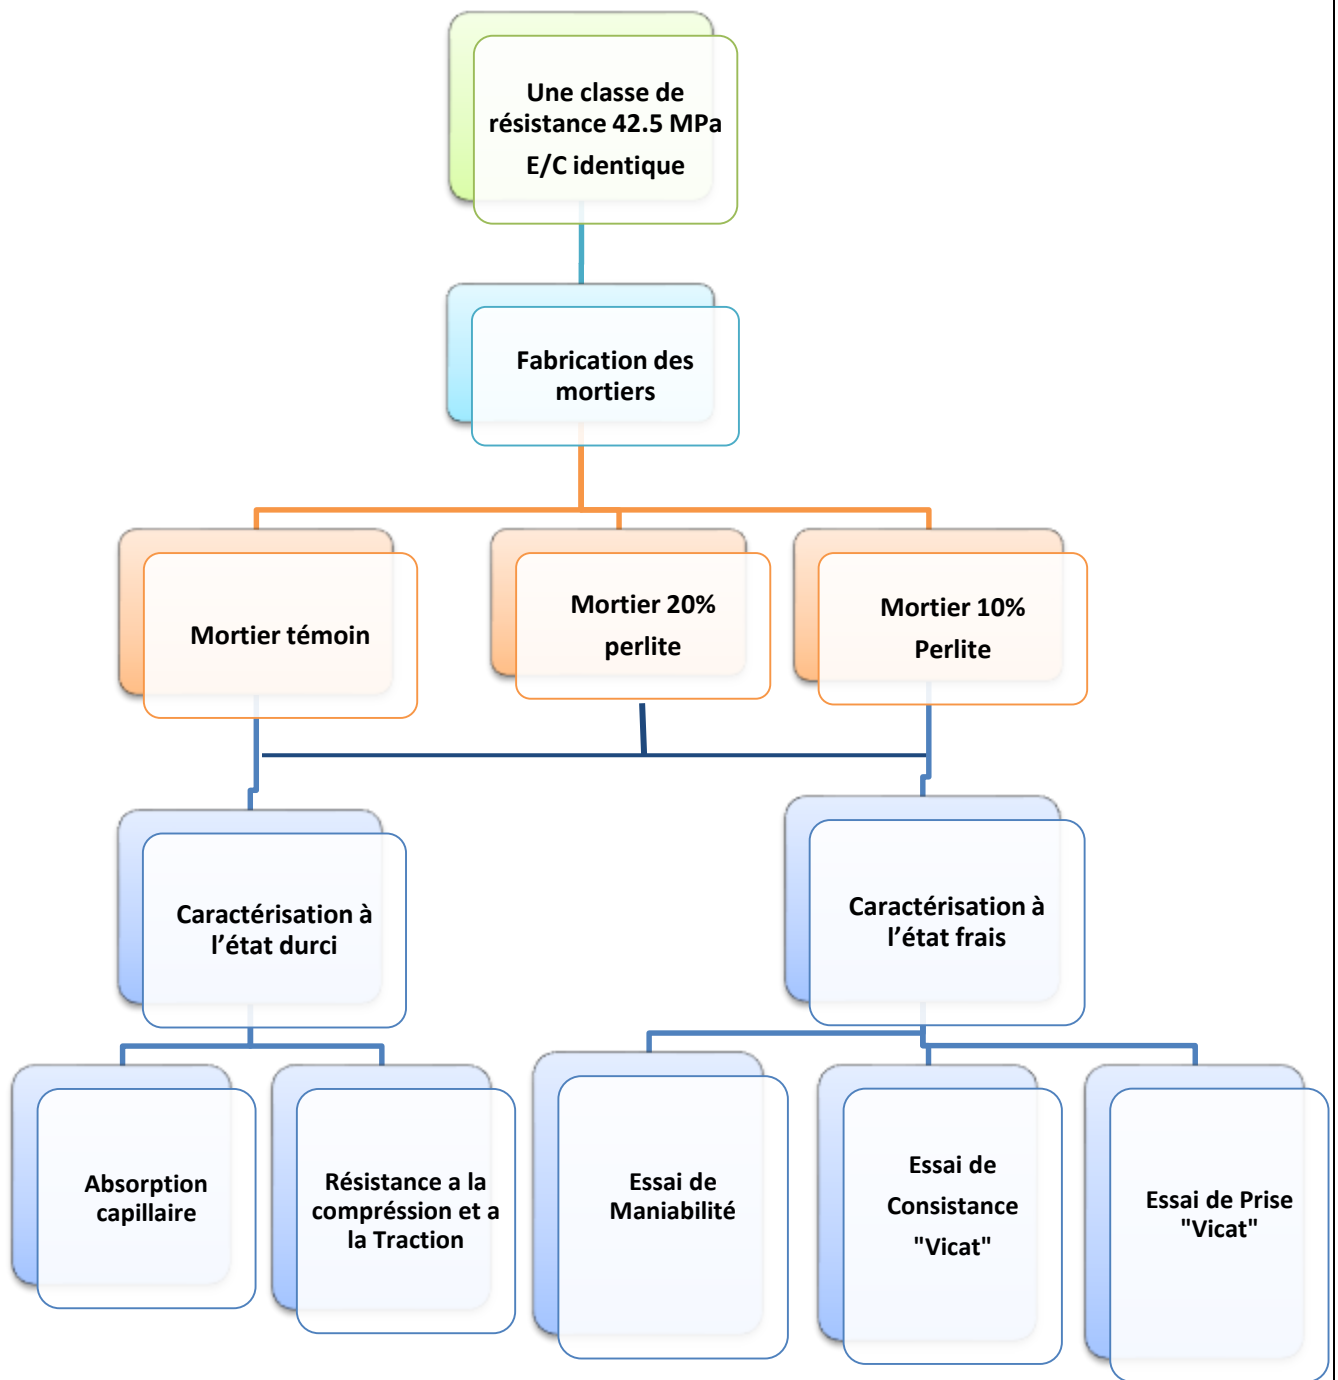 Une classe de
résistance 42.5 MPa
E/C identique
Fabrication des
mortiers
Mortier témoin
Mortier 20%
perlite
Mortier 10%
Perlite
Caractérisation à
l’état durci
Caractérisation à
l’état frais
Absorption
capillaire
Résistance a la
compréssion et a
la Traction
Essai de
Maniabilité
Essai de
Consistance
"Vicat"
Essai de Prise
"Vicat"